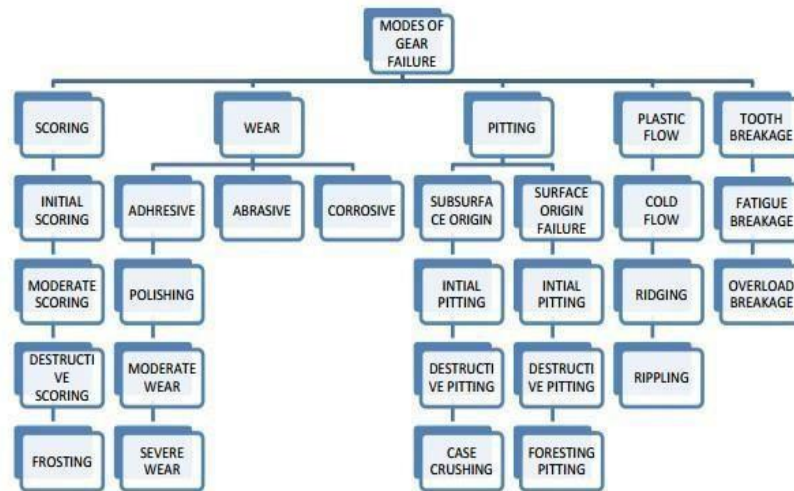 MODES OF
GEAR
FAILURE
SCORING
WEAR
PITTING
PLASTIC
FLOW
TOOTH
BREAKAGE
INITIAL
SCORING
ADHRESIVE
ABRASIVE
CORROSIVE
SUBSURFA
CE ORIGIN
SURFACE
ORIGIN
FAILURE
COLD
FLOW
FATIGUE
BREAKAGE
MODERATE
SCORING
POLISHING
INTIAL
PITTING
INTIAL
PITTING
RIDGING
OVERLOAD
BREAKAGE
DESTRUCTI
VE
SCORING
MODERATE
WEAR
DESTRUCTI
VE PITTING
DESTRUCTI
VE PITTING
RIPPLING
FROSTING
SEVERE
WEAR
CASE
CRUSHING
FORESTING
PITTING